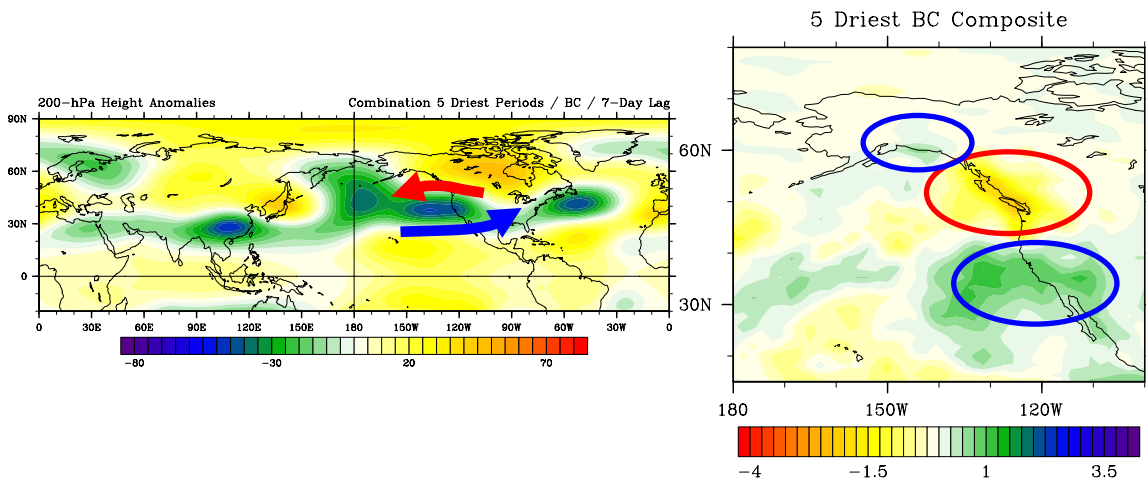 5 Driest BC Composite
200-hPa Height Anomalies
Combination 5 Driest Periods / BC / 7-Day Lag
90N
60N
30N
0
0 30E 60E 90E 120E 150E 180 150W 120W 90W 60W 30W 0
-80 -30 20 70
60N
30N
180 150W 120W
-4 -1.5 1 3.5